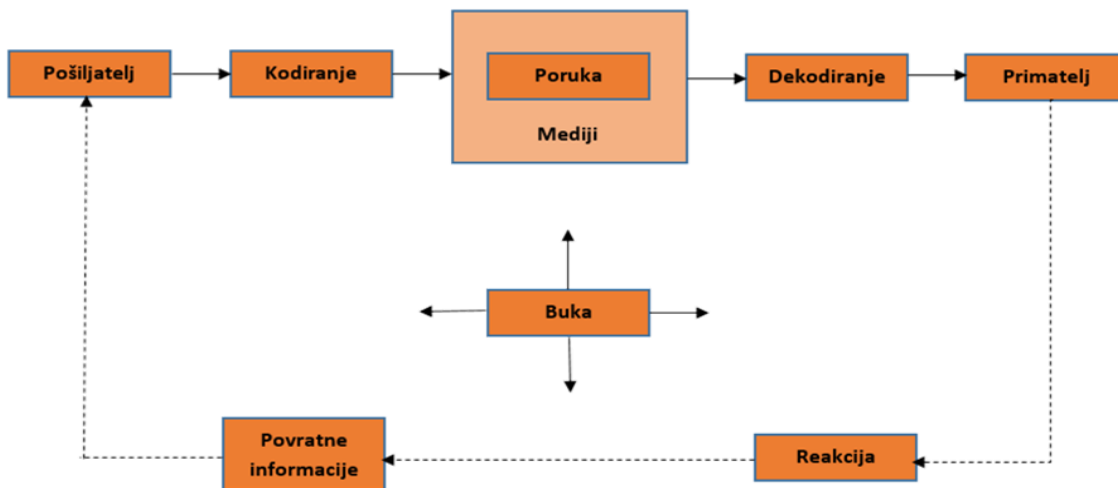 Pošiljatelj
Kodiranje
Poruka
Mediji
Dekodiranje
Primatelj
Buka
Povratne
informacije
Reakcija